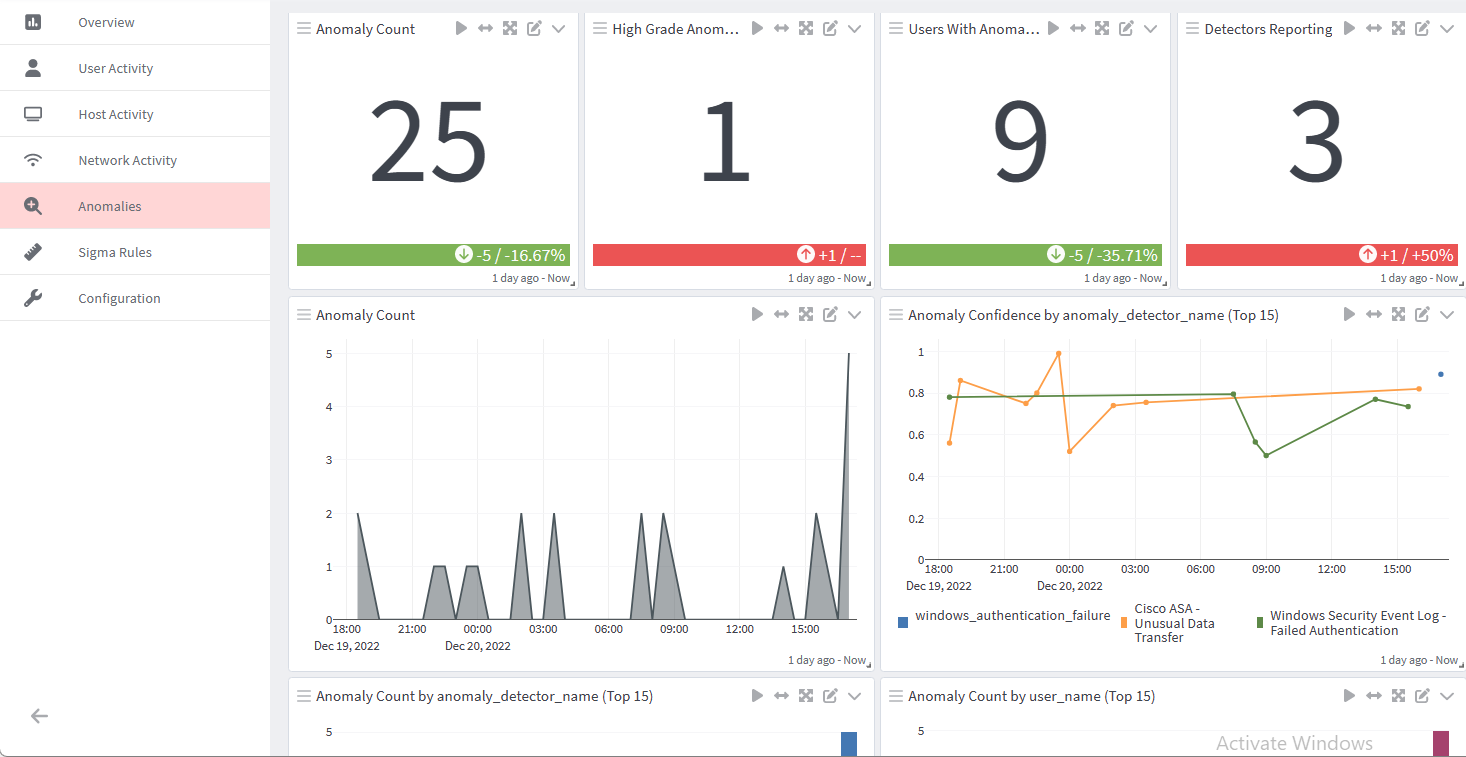 Overview
User Activity
Host Activity
Network Activity
Anomalies
Sigma Rules
Configuration
Anomaly Count
25
-5 / -16.67%
1 day ago - Now
High Grade Anom...
1
+1 / --
1 day ago - Now
Users With Anoma...
9
-5 / -35.71%
1 day ago - Now
Detectors Reporting
3
+1 / +50%
1 day ago - Now
Anomaly Count
5
4
3
2
1
0
18:00 21:00 00:00 03:00 06:00 09:00 12:00 15:00
Dec 19, 2022 Dec 20, 2022
1 day ago - Now
Anomaly Confidence by anomaly_detector_name (Top 15)
1
0.8
0.6
0.4
0.2
0
18:00 21:00 00:00 03:00 06:00 09:00 12:00 15:00
Dec 19, 2022 Dec 20, 2022
windows_authentication_failure
Cisco ASA -
Unusual Data
Transfer
Windows Security Event Log -
Failed Authentication
1 day ago - Now
Anomaly Count by anomaly_detector_name (Top 15)
5
Anomaly Count by user_name (Top 15)
5
Activate Windows